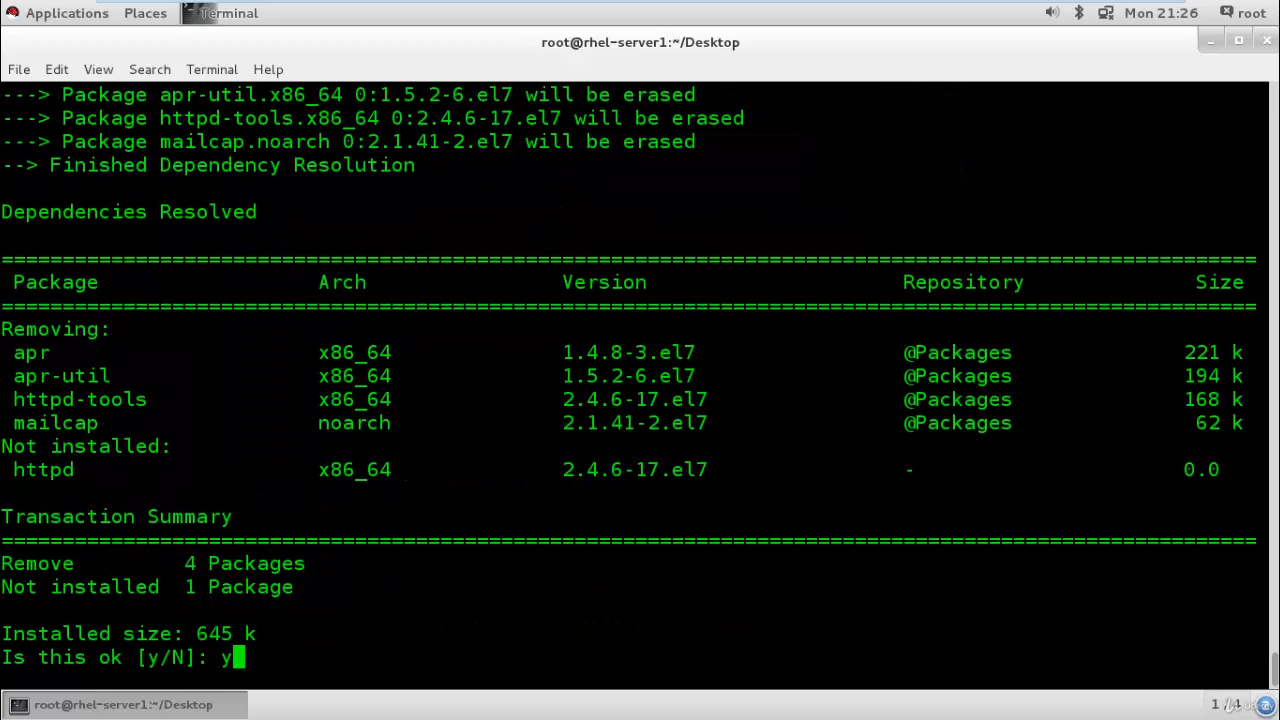 Applications Places Terminal Mon 21:26 root
root@rhel-server1:~/Desktop
File Edit View Search Terminal Help
---> Package apr-util.x86_64 0:1.5.2-6.el7 will be erased
---> Package httpd-tools.x86_64 0:2.4.6-17.el7 will be erased
---> Package mailcap.noarch 0:2.1.41-2.el7 will be erased
--> Finished Dependency Resolution
Dependencies Resolved
Package Arch Version Repository Size
Removing:
apr x86_64 1.4.8-3.el7 @Packages 221 k
apr-util x86_64 1.5.2-6.el7 @Packages 194 k
httpd-tools x86_64 2.4.6-17.el7 @Packages 168 k
mailcap noarch 2.1.41-2.el7 @Packages 62 k
Not installed:
httpd x86_64 2.4.6-17.el7 - 0.0
Transaction Summary
Remove 4 Packages
Not installed 1 Package
Installed size: 645 k
Is this ok [y/N]: y
root@rhel-server1:~/Desktop 1 / 4